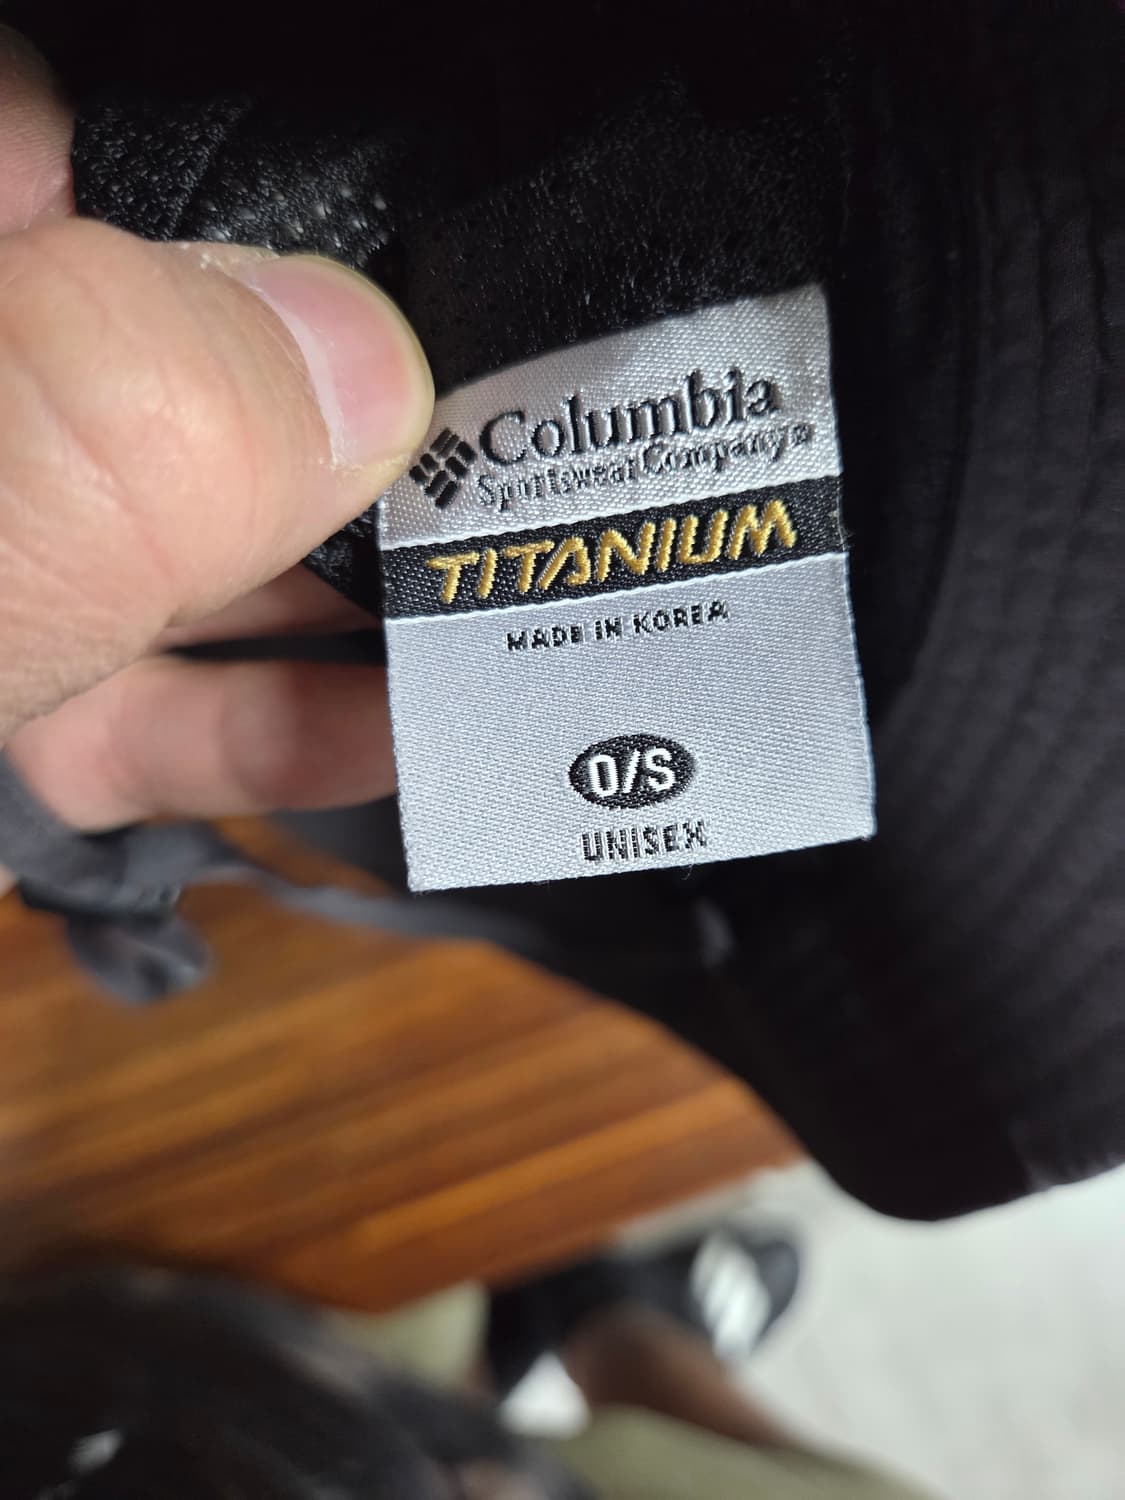 Columbia
Sportswear Company®
TITANIUM
MADE IN KOREA
O/S
UNISEX